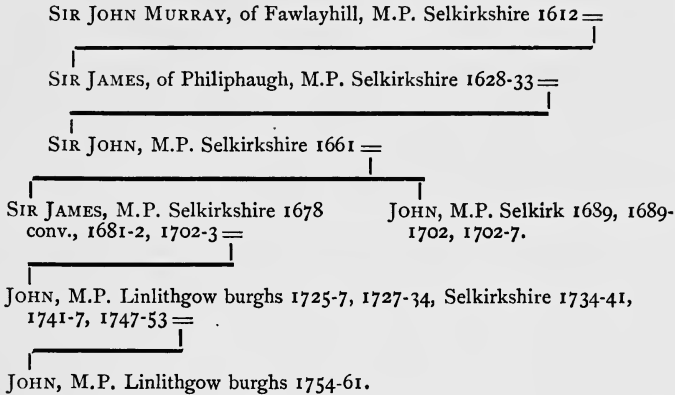 SIR JOHN MURRAY, of Fawlayhill, M.P. Selkirkshire 1612 =
SIR JAMES, of Philiphaugh, M.P. Selkirkshire 1628-33 =
SIR JOHN, M.P. Selkirkshire 1661 =
SIR JAMES, M.P. Selkirkshire 1678
conv., 1681-2, 1702-3 =
JOHN, M.P. Selkirk 1689, 1689-
1702, 1702-7.
JOHN, M.P. Linlithgow burghs 1725-7, 1727-34, Selkirkshire 1734-41,
1741-7, 1747-53 =
JOHN, M.P. Linlithgow burghs 1754-61.